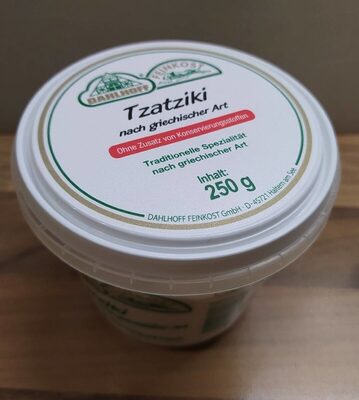 DAHLHOFF
FEINKOST
Tzatziki
nach griechischer Art
Ohne Zusatz von Konservierungsstoffen
Traditionelle Spezialität
nach griechischer Art
Inhalt:
250 g
DAHLHOFF FEINKOST GmbH · D-45721 Haltern am See